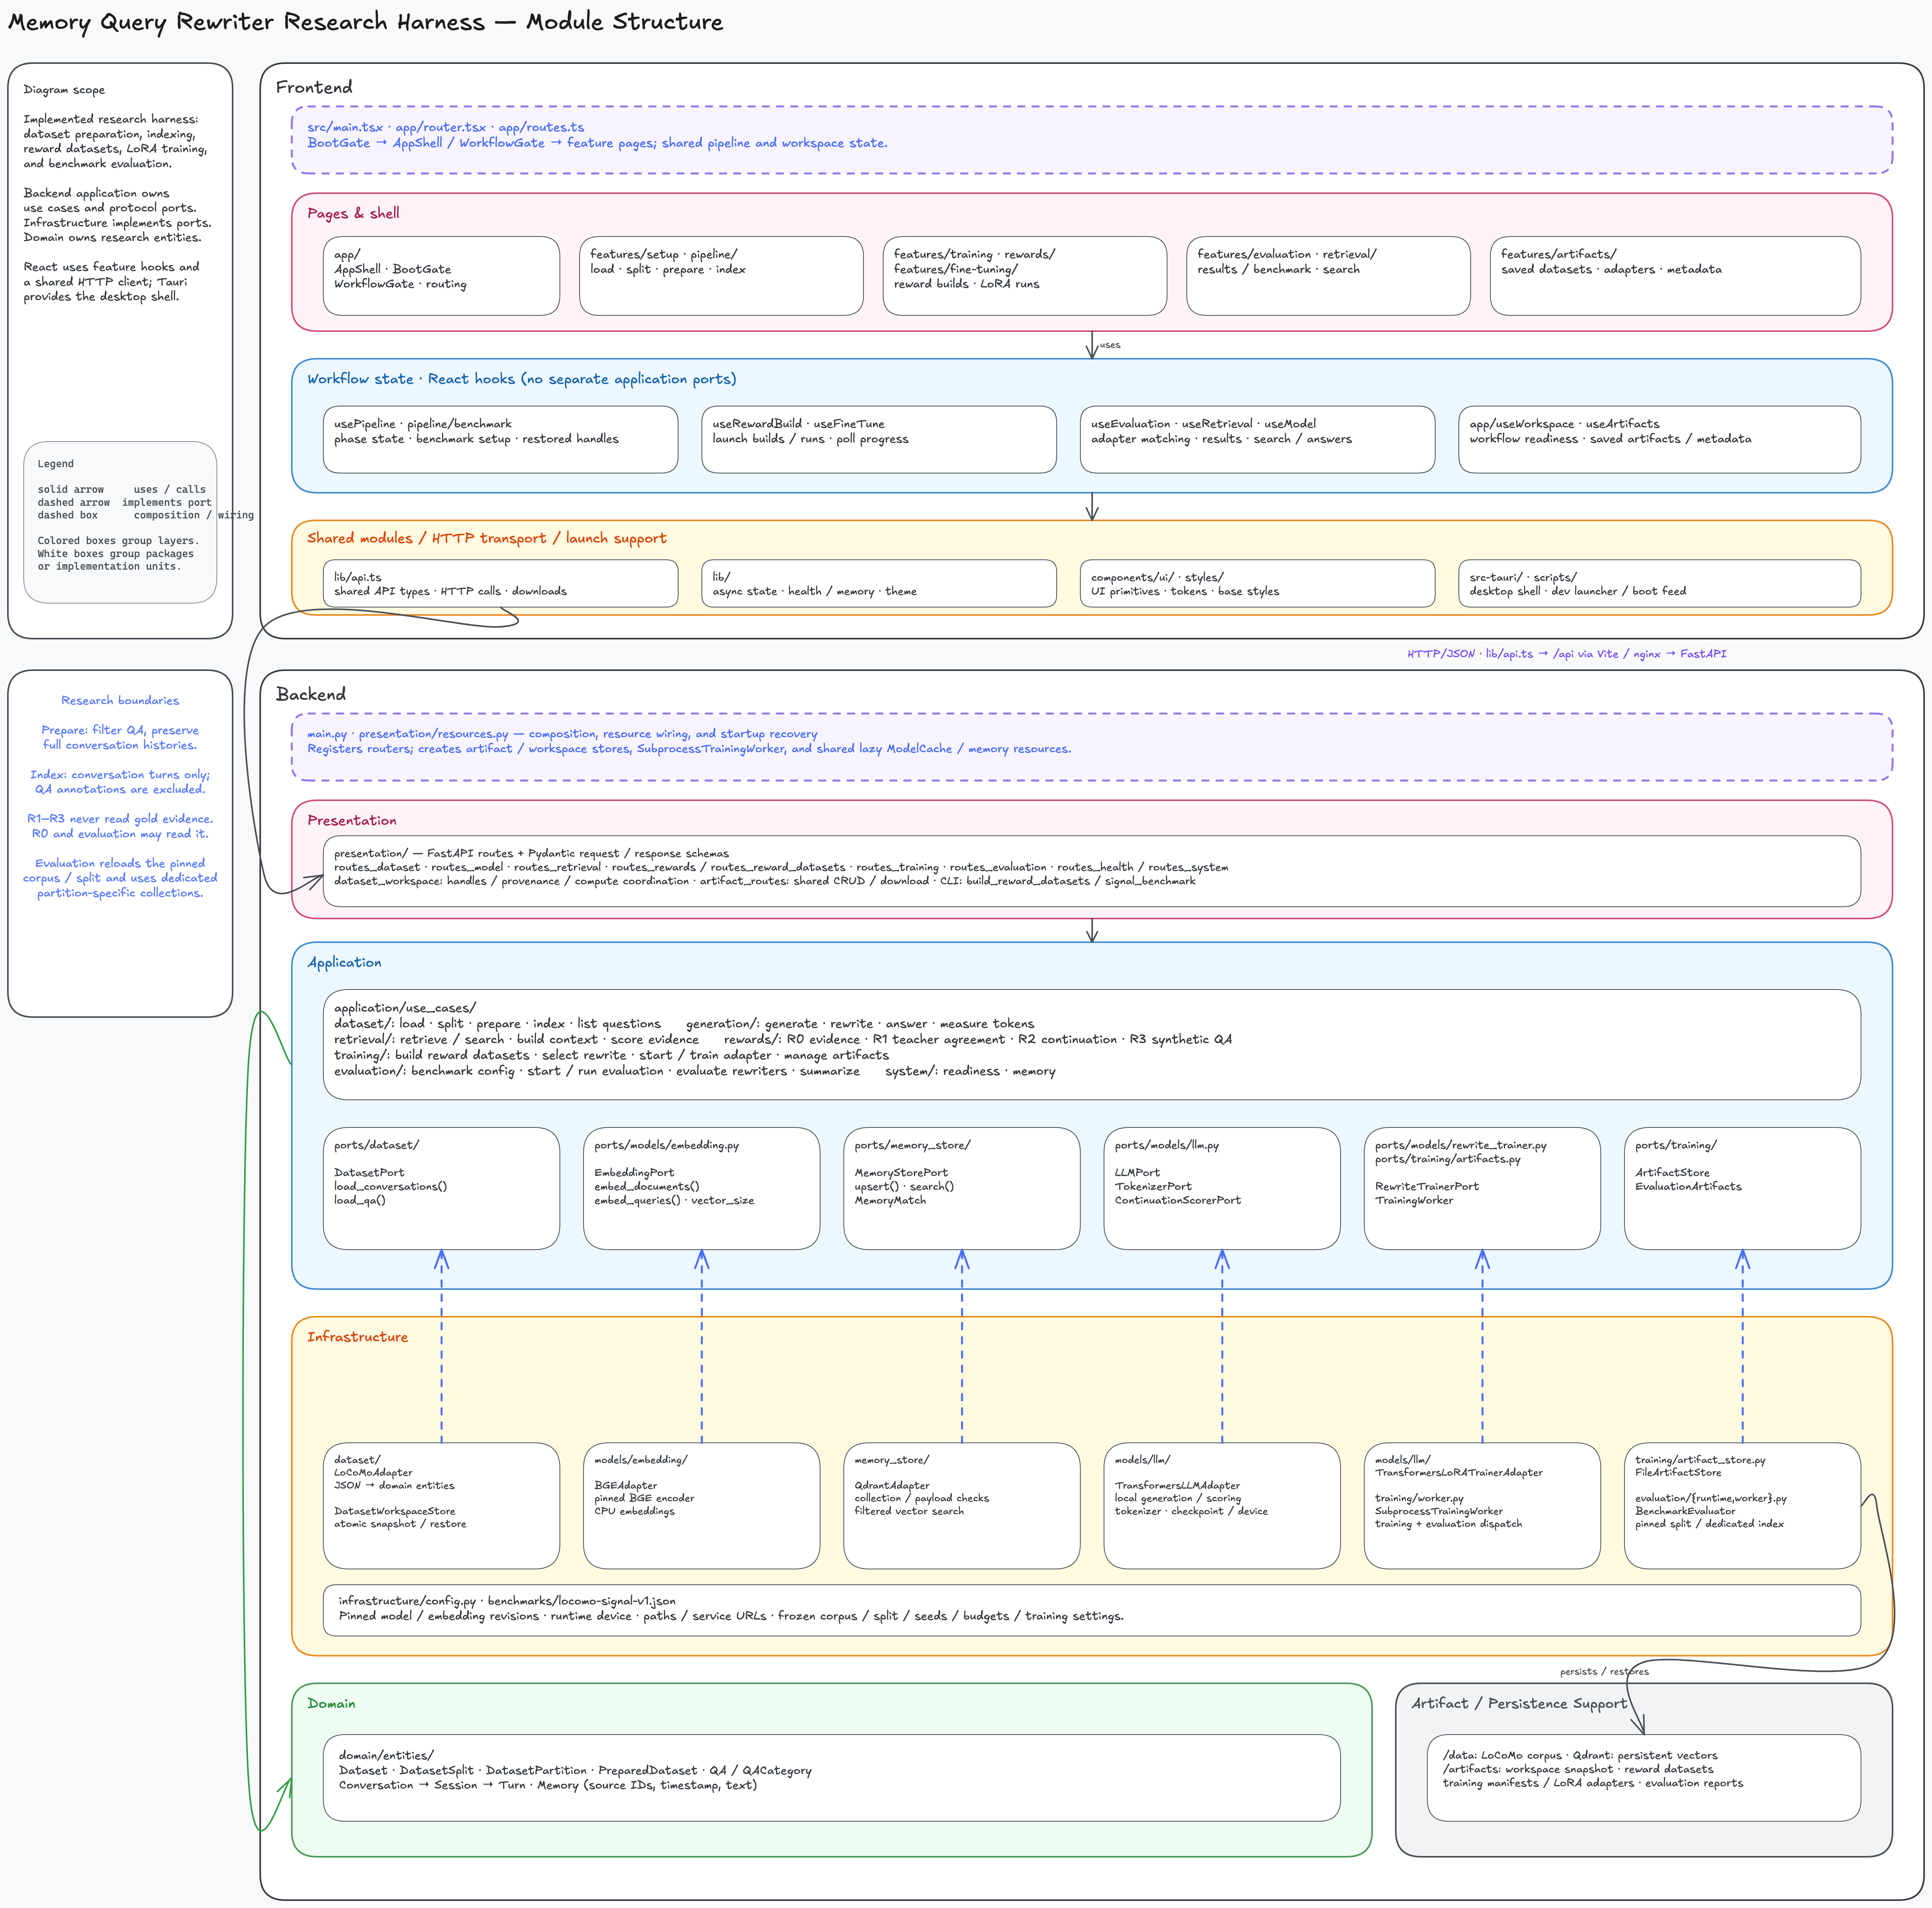 Memory Query Rewriter Research Harness — Module Structure
Diagram scope
Implemented research harness:
dataset preparation, indexing,
reward datasets, LoRA training,
and benchmark evaluation.
Backend application owns
use cases and protocol ports.
Infrastructure implements ports.
Domain owns research entities.
React uses feature hooks and
a shared HTTP client; Tauri
provides the desktop shell.
Legend
solid arrow uses / calls
dashed arrow implements port
dashed box composition / wiring
Colored boxes group layers.
White boxes group packages
or implementation units.
Frontend
src/main.tsx · app/router.tsx · app/routes.ts
BootGate → AppShell / WorkflowGate → feature pages; shared pipeline and workspace state.
Pages & shell
app/
AppShell · BootGate
WorkflowGate · routing
features/setup · pipeline/
load · split · prepare · index
features/training · rewards/
features/fine-tuning/
reward builds · LoRA runs
features/evaluation · retrieval/
results / benchmark · search
features/artifacts/
saved datasets · adapters · metadata
uses
Workflow state · React hooks (no separate application ports)
usePipeline · pipeline/benchmark
phase state · benchmark setup · restored handles
useRewardBuild · useFineTune
launch builds / runs · poll progress
useEvaluation · useRetrieval · useModel
adapter matching · results · search / answers
app/useWorkspace · useArtifacts
workflow readiness · saved artifacts / metadata
Shared modules / HTTP transport / launch support
lib/api.ts
shared API types · HTTP calls · downloads
lib/
async state · health / memory · theme
components/ui/ · styles/
UI primitives · tokens · base styles
src-tauri/ · scripts/
desktop shell · dev launcher / boot feed
HTTP/JSON · lib/api.ts → /api via Vite / nginx → FastAPI
Research boundaries
Prepare: filter QA, preserve
full conversation histories.
Index: conversation turns only;
QA annotations are excluded.
R1–R3 never read gold evidence.
R0 and evaluation may read it.
Evaluation reloads the pinned
corpus / split and uses dedicated
partition-specific collections.
Backend
main.py · presentation/resources.py — composition, resource wiring, and startup recovery
Registers routers; creates artifact / workspace stores, SubprocessTrainingWorker, and shared lazy ModelCache / memory resources.
Presentation
presentation/ — FastAPI routes + Pydantic request / response schemas
routes_dataset · routes_model · routes_retrieval · routes_rewards / routes_reward_datasets · routes_training · routes_evaluation · routes_health / routes_system
dataset_workspace: handles / provenance / compute coordination · artifact_routes: shared CRUD / download · CLI: build_reward_datasets / signal_benchmark
Application
application/use_cases/
dataset/: load · split · prepare · index · list questions generation/: generate · rewrite · answer · measure tokens
retrieval/: retrieve / search · build context · score evidence rewards/: R0 evidence · R1 teacher agreement · R2 continuation · R3 synthetic QA
training/: build reward datasets · select rewrite · start / train adapter · manage artifacts
evaluation/: benchmark config · start / run evaluation · evaluate rewriters · summarize system/: readiness · memory
ports/dataset/
DatasetPort
load_conversations()
load_qa()
ports/models/embedding.py
EmbeddingPort
embed_documents()
embed_queries() · vector_size
ports/memory_store/
MemoryStorePort
upsert() · search()
MemoryMatch
ports/models/llm.py
LLMPort
TokenizerPort
ContinuationScorerPort
ports/models/rewrite_trainer.py
ports/training/artifacts.py
RewriteTrainerPort
TrainingWorker
ports/training/
ArtifactStore
EvaluationArtifacts
Infrastructure
dataset/
LoCoMoAdapter
JSON → domain entities
DatasetWorkspaceStore
atomic snapshot / restore
models/embedding/
BGEAdapter
pinned BGE encoder
CPU embeddings
memory_store/
QdrantAdapter
collection / payload checks
filtered vector search
models/llm/
TransformersLLMAdapter
local generation / scoring
tokenizer · checkpoint / device
models/llm/
TransformersLoRATrainerAdapter
training/worker.py
SubprocessTrainingWorker
training + evaluation dispatch
training/artifact_store.py
FileArtifactStore
evaluation/{runtime,worker}.py
BenchmarkEvaluator
pinned split / dedicated index
infrastructure/config.py · benchmarks/locomo-signal-v1.json
Pinned model / embedding revisions · runtime device · paths / service URLs · frozen corpus / split / seeds / budgets / training settings.
persists / restores
Domain
domain/entities/
Dataset · DatasetSplit · DatasetPartition · PreparedDataset · QA / QACategory
Conversation → Session → Turn · Memory (source IDs, timestamp, text)
Artifact / Persistence Support
/data: LoCoMo corpus · Qdrant: persistent vectors
/artifacts: workspace snapshot · reward datasets
training manifests / LoRA adapters · evaluation reports